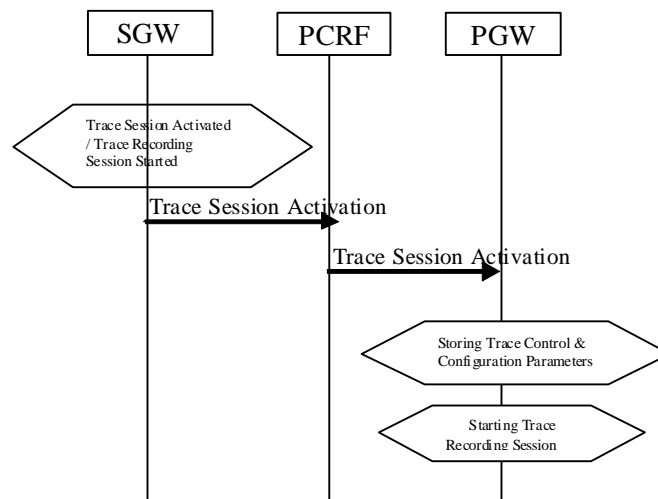 SGW
PCRF
PGW
Trace Session Activated
/ Trace Recording
Session Started
Trace Session Activation
Trace Session Activation
Storing Trace Control &
Configuration Parameters
Starting Trace
Recording Session